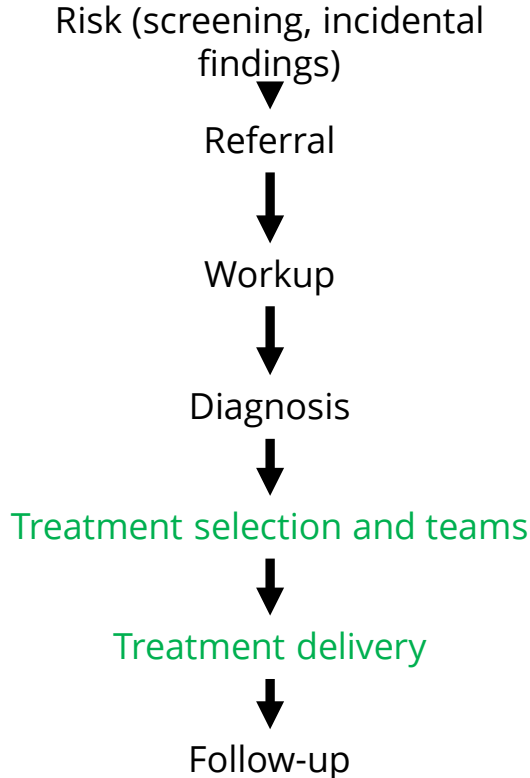 Risk (screening, incidental
findings)
Referral
Workup
Diagnosis
Treatment selection and teams
Treatment delivery
Follow-up